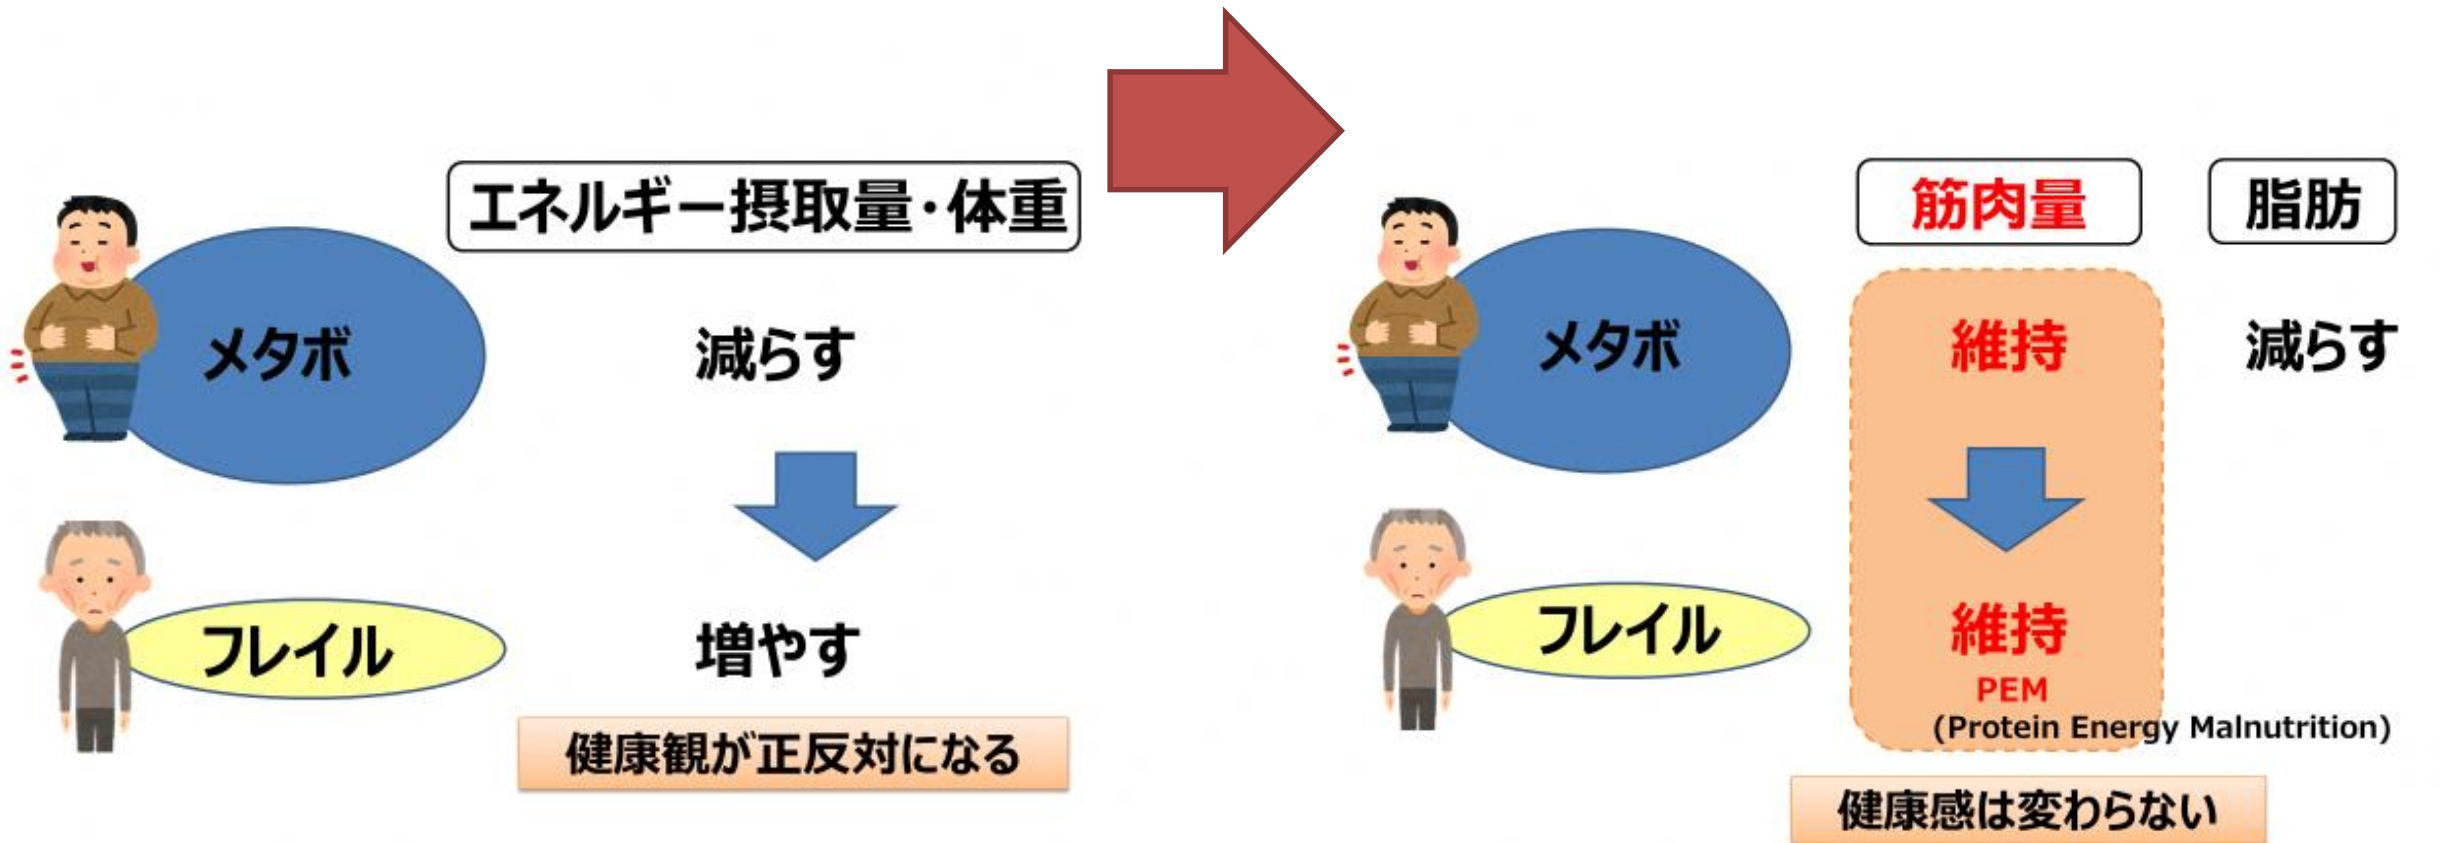 エネルギー摂取量・体重
メタボ
減らす
フレイル
増やす
健康観が正反対になる
筋肉量
脂肪
メタボ
維持
減らす
フレイル
維持
PEM
(Protein Energy Malnutrition)
健康感は変わらない